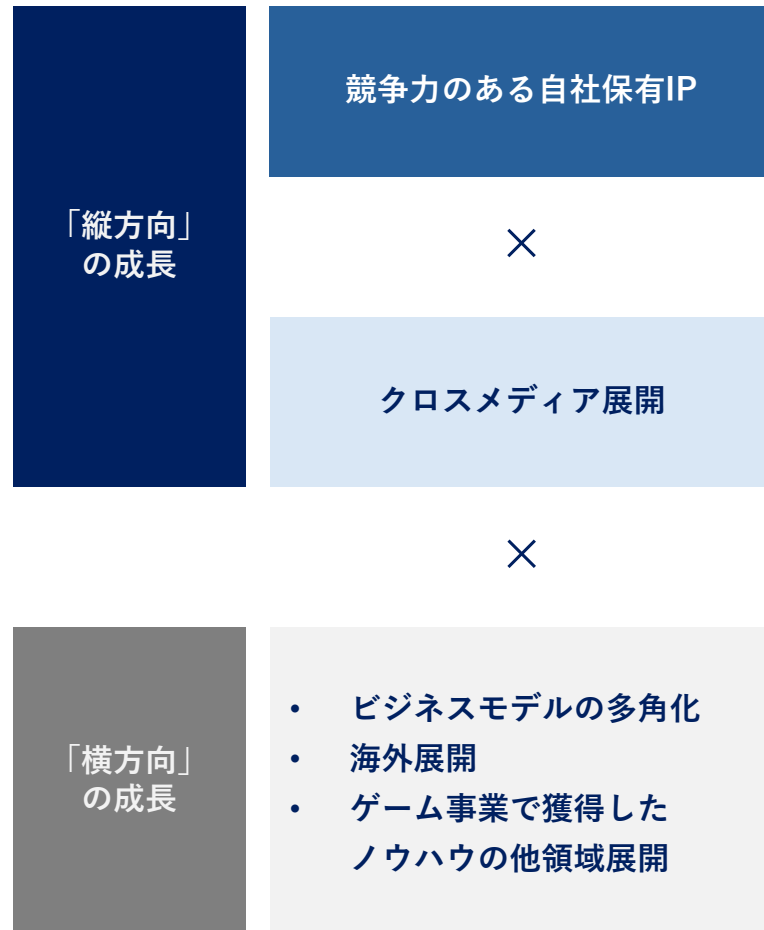 「縦方向」
の成長
競争力のある自社保有IP
×
クロスメディア展開
×
「横方向」
の成長
• ビジネスモデルの多角化
• 海外展開
• ゲーム事業で獲得した
ノウハウの他領域展開